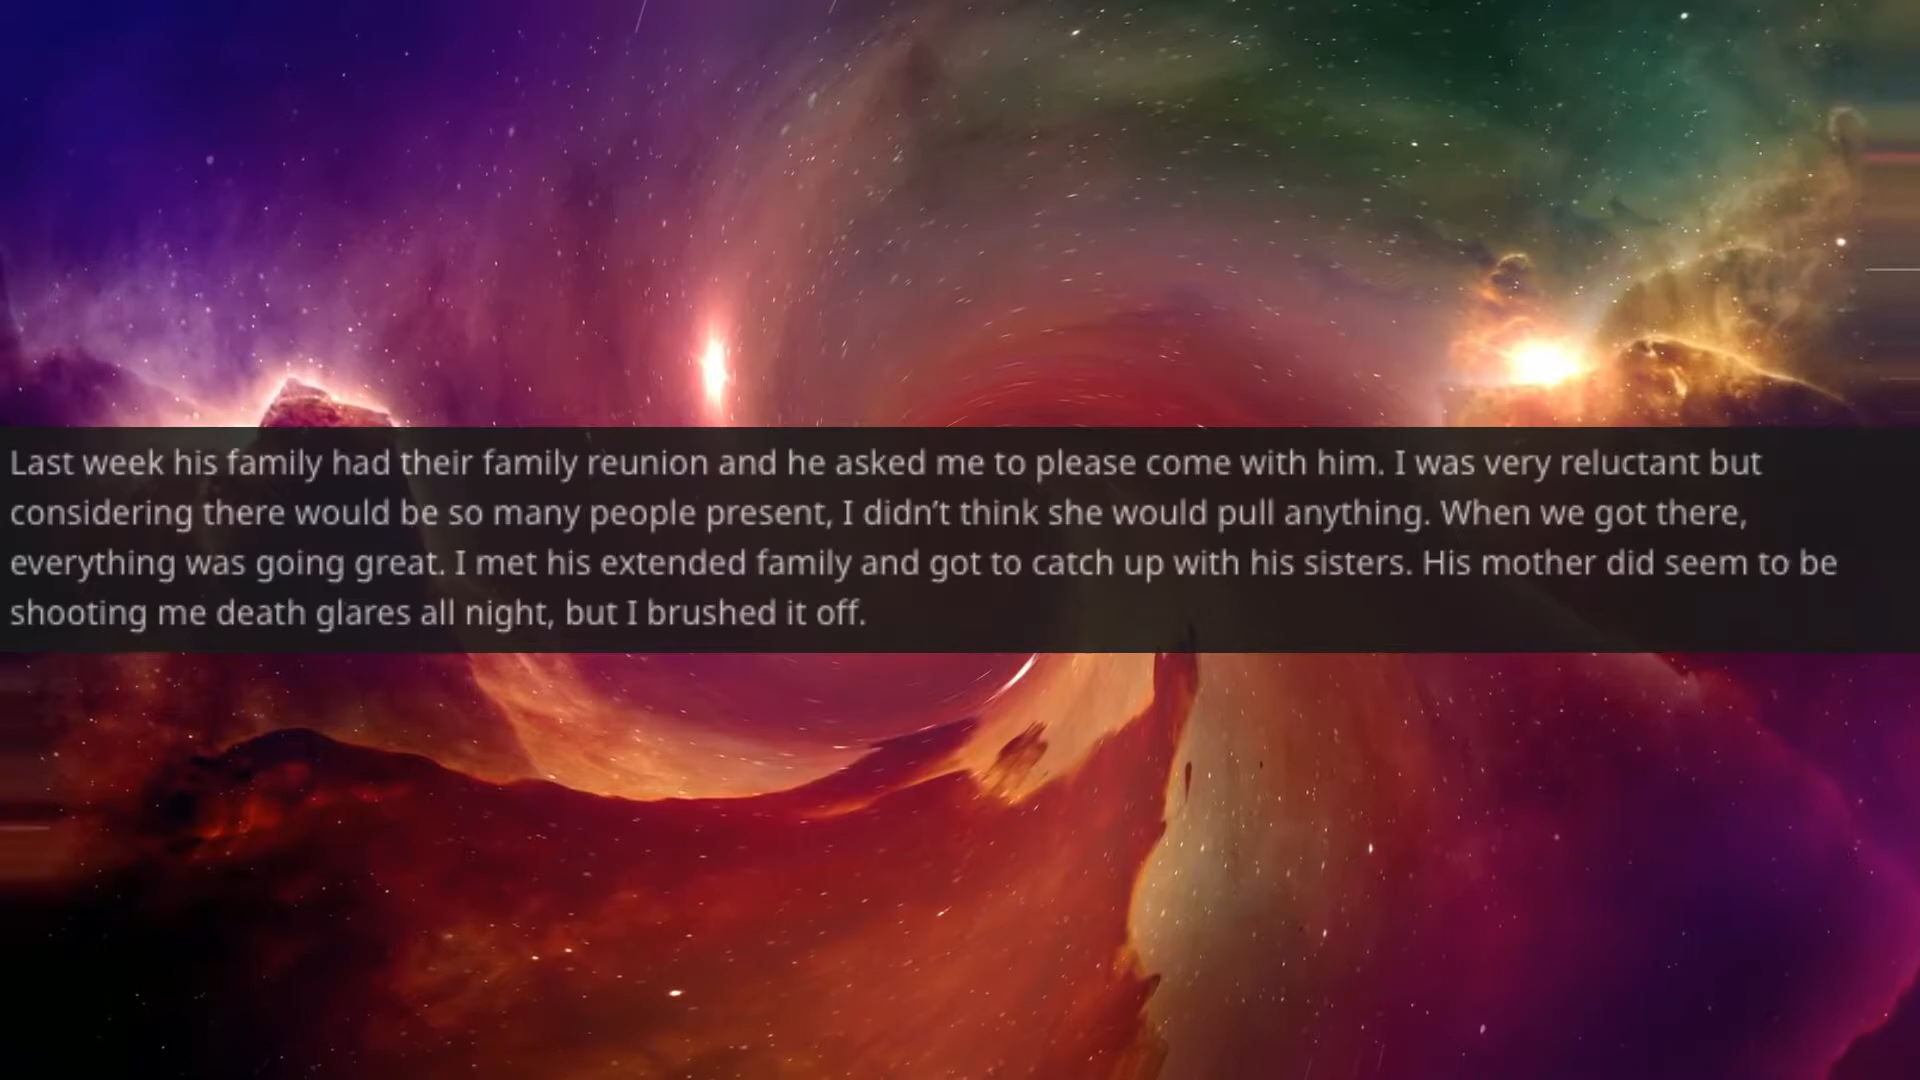 Last week his family had their family reunion and he asked me to please come with him. I was very reluctant but
considering there would be so many people present, I didn’t think she would pull anything. When we got there,
everything was going great. I met his extended family and got to catch up with his sisters. His mother did seem to be
shooting me death glares all night, but I brushed it off.